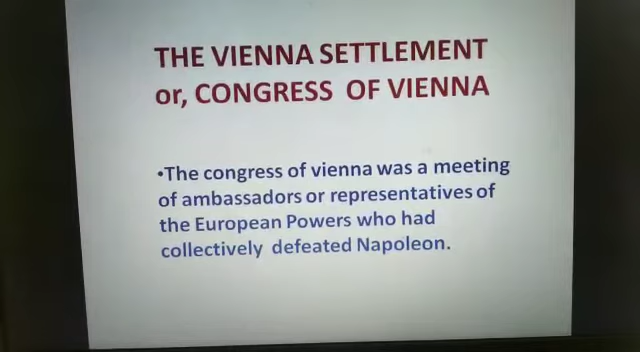 THE VIENNA SETTLEMENT
or, CONGRESS OF VIENNA
•The congress of vienna was a meeting
of ambassadors or representatives of
the European Powers who had
collectively defeated Napoleon.